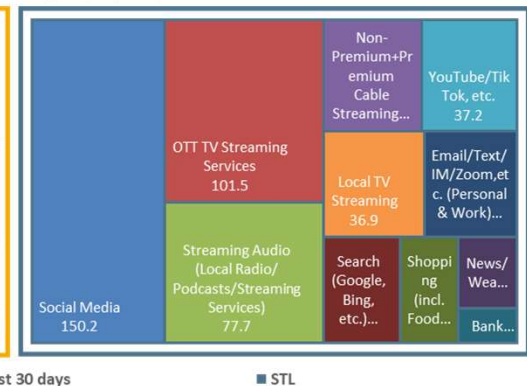 Social Media
150.2
OTT TV Streaming
Services
101.5
Streaming Audio
(Local Radio/
Podcasts/Streaming
Services)
77.7
Non-
Premium+Pr
emium
Cable
Streaming...
YouTube/Tik
Tok, etc.
37.2
Local TV
Streaming
36.9
Email/Text/
IM/Zoom,et
c. (Personal
& Work)...
Search
(Google,
Bing,
etc.)...
Shoppi
ng
(incl.
Food...
News/
Wea...
Bank...
st 30 days
STL